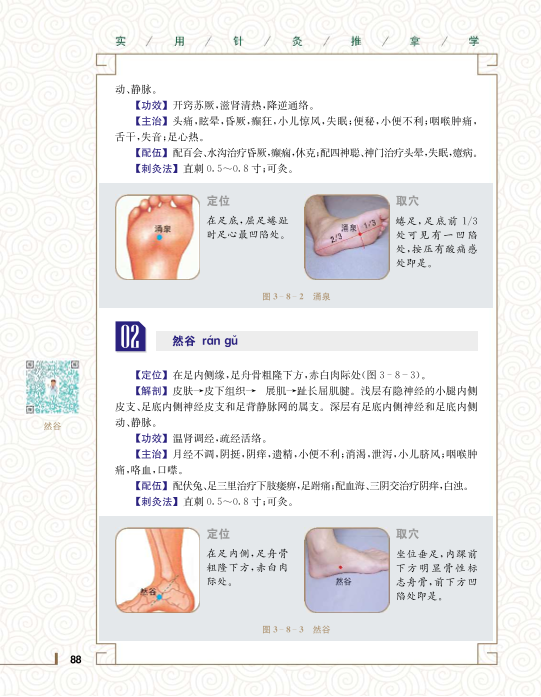 实 / 用 / 针 / 灸 / 推 / 拿 / 学
动、静脉。
【功效】开窍苏厥,滋肾清热,降逆通络。
【主治】头痛,眩晕,昏厥,癫狂,小儿惊风,失眠;便秘,小便不利;咽喉肿痛,
舌干,失音;足心热。
【配伍】配百会、水沟治疗昏厥,癫痫,休克;配四神聪、神门治疗头晕,失眠,癔病。
【刺灸法】直刺 0.5～0.8 寸;可灸。
定位
在足底,屈足蜷趾
时足心最凹陷处。
涌泉
取穴
蜷足,足底前 1/3
处可见有一凹陷
处,按压有酸痛感
处即是。
涌泉
1/3
2/3
图 3-8-2 涌泉
02 然谷 rán gǔ
【定位】在足内侧缘,足舟骨粗隆下方,赤白肉际处(图 3-8-3)。
【解剖】皮肤→皮下组织→ 展肌→趾长屈肌腱。浅层有隐神经的小腿内侧
皮支、足底内侧神经皮支和足背静脉网的属支。深层有足底内侧神经和足底内侧
动、静脉。
【功效】温肾调经,疏经活络。
【主治】月经不调,阴挺,阴痒,遗精,小便不利;消渴,泄泻,小儿脐风;咽喉肿
痛,咯血,口噤。
【配伍】配伏兔、足三里治疗下肢痿痹,足跗痛;配血海、三阴交治疗阴痒,白浊。
【刺灸法】直刺 0.5～0.8 寸;可灸。
然谷
定位
在足内侧,足舟骨
粗隆下方,赤白肉
际处。
然谷
取穴
坐位垂足,内踝前
下方明显骨性标
志舟骨,前下方凹
陷处即是。
然谷
图 3-8-3 然谷
88